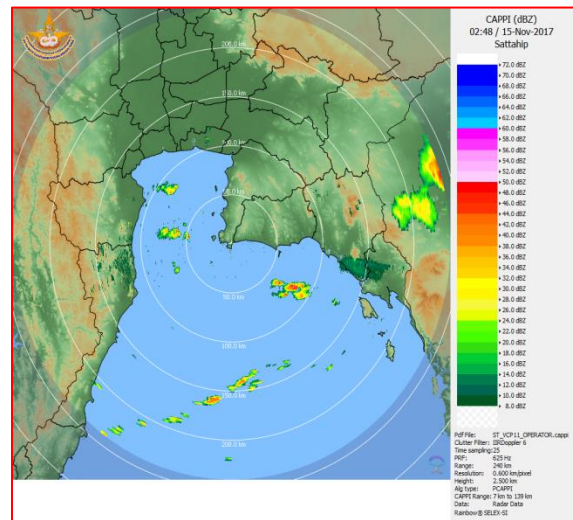 CAPPI (dBZ)
02:48 / 15-Nov-2017
Sattahip
72.0 dBZ
70.0 dBZ
68.0 dBZ
66.0 dBZ
64.0 dBZ
62.0 dBZ
60.0 dBZ
58.0 dBZ
56.0 dBZ
54.0 dBZ
52.0 dBZ
50.0 dBZ
48.0 dBZ
46.0 dBZ
44.0 dBZ
42.0 dBZ
40.0 dBZ
38.0 dBZ
36.0 dBZ
34.0 dBZ
32.0 dBZ
30.0 dBZ
28.0 dBZ
26.0 dBZ
24.0 dBZ
22.0 dBZ
20.0 dBZ
18.0 dBZ
16.0 dBZ
14.0 dBZ
12.0 dBZ
10.0 dBZ
8.0 dBZ
Pdf File: ST_VCP11_OPERATOR.cappi
Clutter Filter: IIRDoppler 6
Time sampling:25
PRF: 625 Hz
Range: 240 km
Resolution: 0.600 km/pixel
Height: 2.500 km
Alg type: PCAPPI
CAPPI Range: 7 km to 139 km
Data: Radar Data
Rainbow® SELEX-SI
200.0 km
150.0 km
100.0 km
50.0 km
100.0 km
150.0 km
200.0 km